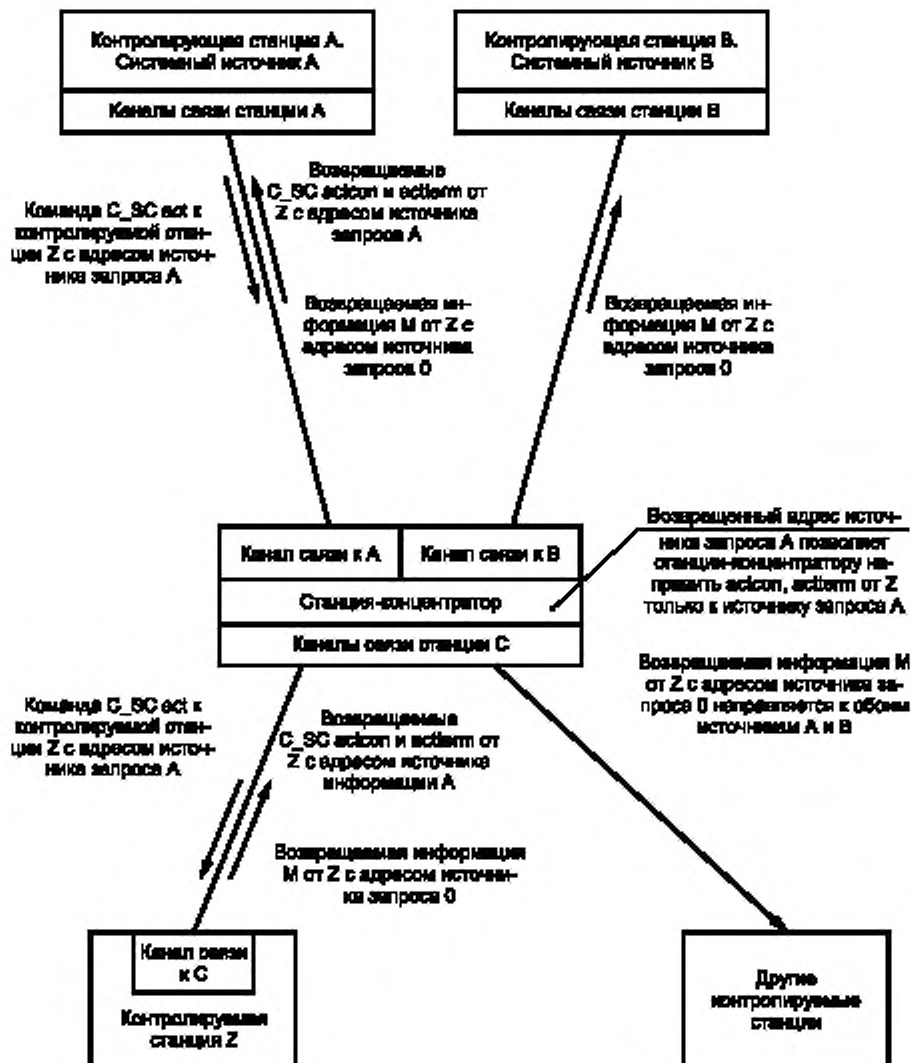 Контролирующая станция А.
Системный источник А
Каналы связи станции А
Контролирующая станция В.
Системный источник В
Каналы связи станции В
Команда C_SC act к
контролируемой стан-
ции Z с адресом источ-
ника запроса А
Возвращаемые
C_SC actcon и actterm от
Z с адресом источника
запроса А
Возвращаемая ин-
формация М от Z с
адресом источника
запроса 0
Возвращаемая ин-
формация М от Z с
адресом источника
запроса 0
Канал связи к А
Канал связи к В
Станция-концентратор
Каналы связи станции С
Возвращенный адрес источ-
ника запроса А позволяет
станции-концентратору на-
править actcon, actterm от Z
только к источнику запроса А
Возвращаемая информация М
от Z с адресом источника за-
проса 0 направляется к обоим
источникам А и В
Команда C_SC act к
контролируемой стан-
ции Z с адресом источ-
ника запроса А
Возвращаемые
C_SC actcon и actterm от
Z с адресом источника
информации А
Возвращаемая информация
М от Z с адресом источни-
ка запроса 0
Канал связи
к С
Контролируемая
станция Z
Другие
контролируемые
станции